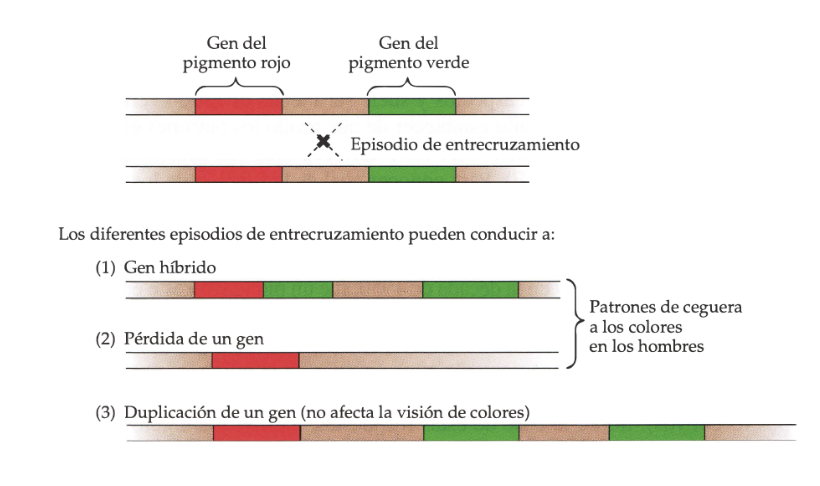 Gen del
pigmento rojo
Gen del
pigmento verde
Episodio de entrecruzamiento
Los diferentes episodios de entrecruzamiento pueden conducir a:
(1) Gen híbrido
Patrones de ceguera
a los colores
en los hombres
(2) Pérdida de un gen
(3) Duplicación de un gen (no afecta la visión de colores)